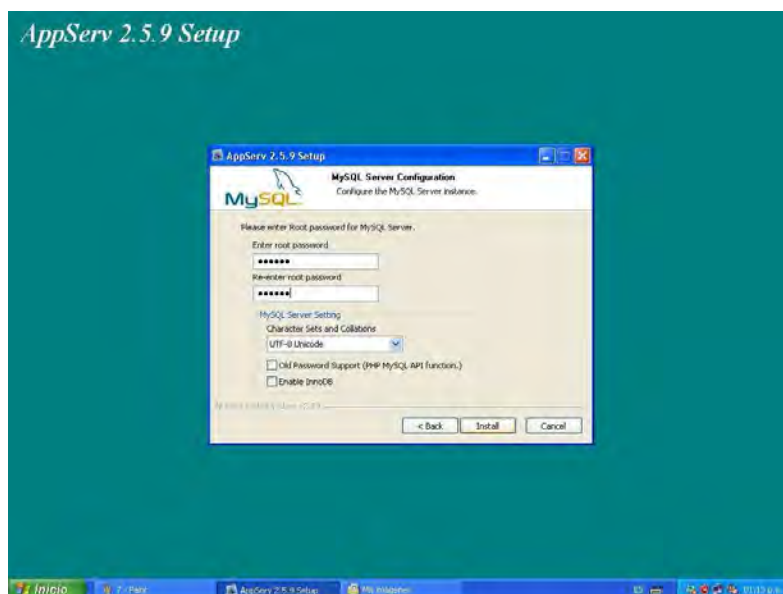 AppServ 2.5.9 Setup
AppServ 2.5.9 Setup
MySQL Server Configuration
Configure the MySQL Server instance.
MySQL
Please enter Root password for MySQL Server.
Enter root password
••••••
Re-enter root password
••••••
MySQL Server Setting
Character Sets and Collations
UTF-8 Unicode
Old Password Support (PHP MySQL API function.)
Enable InnoDB
< Back Install Cancel
Inicio 7 - Paint AppServ 2.5.9 Setup Mis imágenes